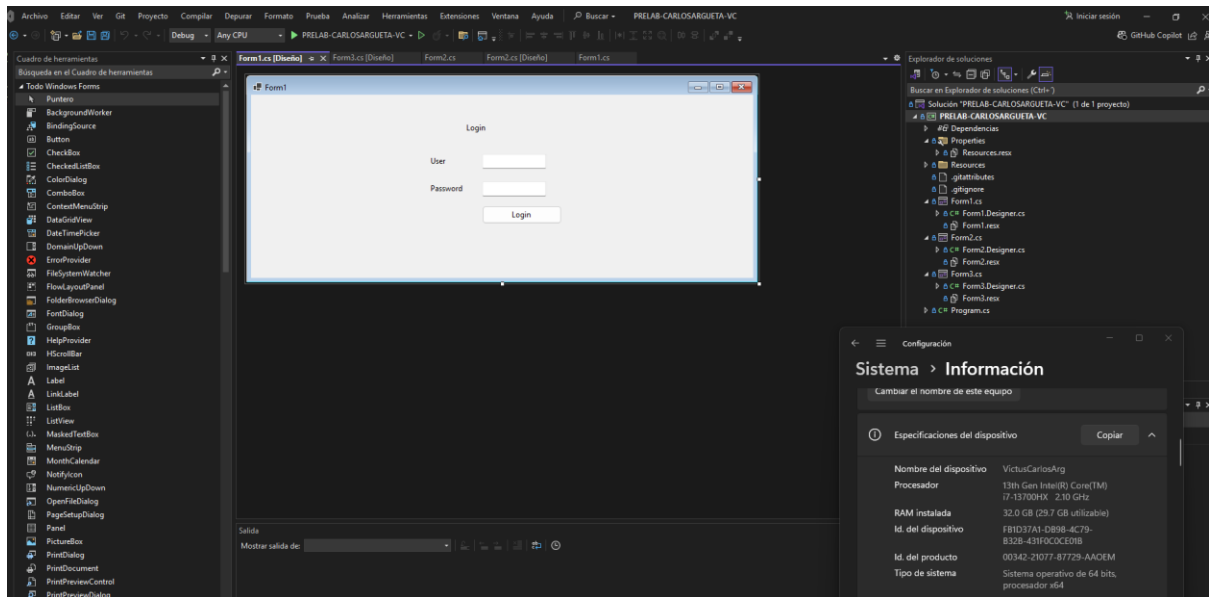 Archivo Editar Ver Git Proyecto Compilar Depurar Formato Prueba Analizar Herramientas Extensiones Ventana Ayuda Buscar PRELAB-CARLOSARGUETA-VC Iniciar sesión
Debug Any CPU PRELAB-CARLOSARGUETA-VC GitHub Copilot
Cuadro de herramientas
Búsqueda en el Cuadro de herramientas
Todo Windows Forms
Puntero
BackgroundWorker
BindingSource
Button
CheckBox
CheckedListBox
ColorDialog
ComboBox
ContextMenuStrip
DataGridView
DateTimePicker
DomainUpDown
ErrorProvider
FileSystemWatcher
FlowLayoutPanel
FolderBrowserDialog
FontDialog
GroupBox
HelpProvider
HScrollBar
ImageList
Label
LinkLabel
ListBox
ListView
MaskedTextBox
MenuStrip
MonthCalendar
NotifyIcon
NumericUpDown
OpenFileDialog
PageSetupDialog
Panel
PictureBox
PrintDialog
PrintDocument
PrintPreviewControl
PrintPreviewDialog
Form1.cs [Diseño] Form3.cs [Diseño] Form2.cs Form2.cs [Diseño] Form1.cs
Form1
Login
User
Password
Login
Salida
Mostrar salida de:
Explorador de soluciones
Buscar en Explorador de soluciones (Ctrl+')
Solución "PRELAB-CARLOSARGUETA-VC" (1 de 1 proyecto)
PRELAB-CARLOSARGUETA-VC
Dependencias
Properties
Resources.resx
Resources
.gitattributes
.gitignore
Form1.cs
C# Form1.Designer.cs
Form1.resx
Form2.cs
C# Form2.Designer.cs
Form2.resx
Form3.cs
C# Form3.Designer.cs
Form3.resx
C# Program.cs
Configuración
Sistema > Información
Cambiar el nombre de este equipo
Especificaciones del dispositivo Copiar
Nombre del dispositivo VictusCarlosArg
Procesador 13th Gen Intel(R) Core(TM)
i7-13700HX 2.10 GHz
RAM instalada 32.0 GB (29.7 GB utilizable)
Id. del dispositivo FB1D37A1-DB98-4C79-
B32B-431F0C0CE01B
Id. del producto 00342-21077-87729-AAOEM
Tipo de sistema Sistema operativo de 64 bits,
procesador x64